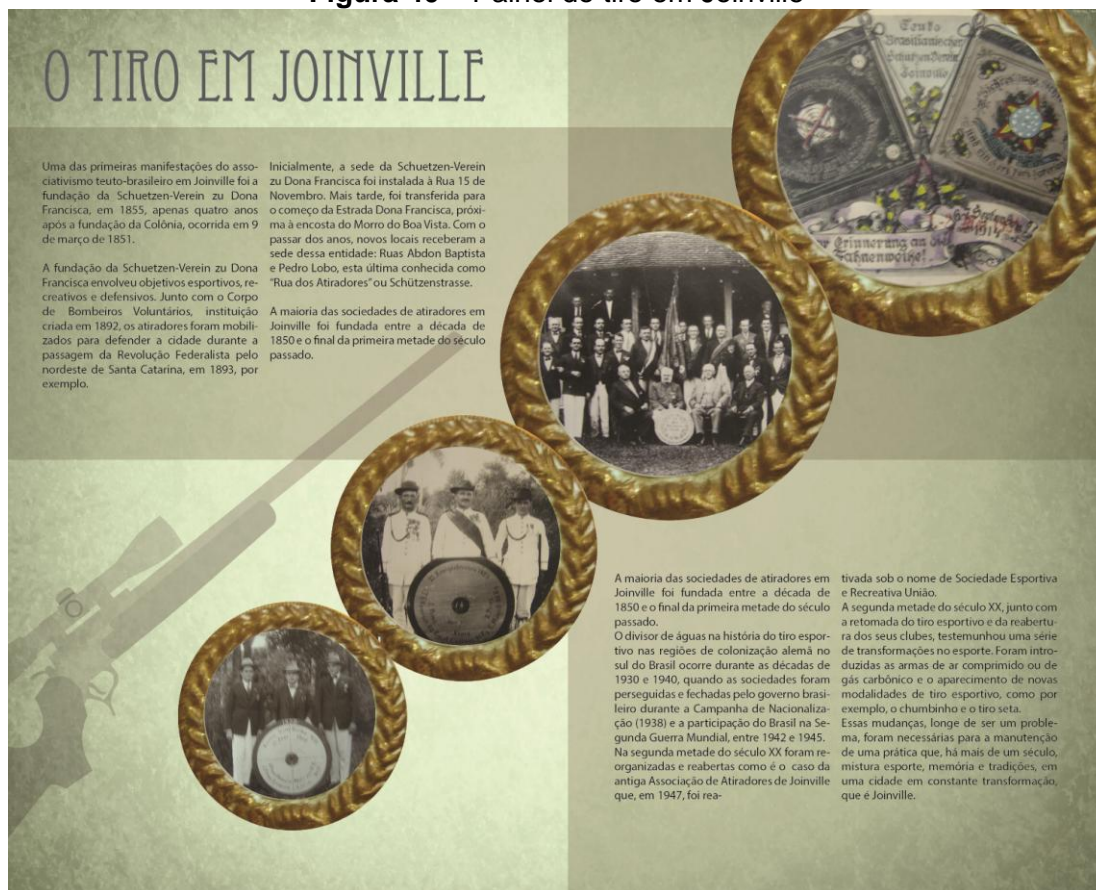 O TIRO EM JOINVILLE
Uma das primeiras manifestações do asso-
ciativismo teuto-brasileiro em Joinville foi a
fundação da Schuetzen-Verein zu Dona
Francisca, em 1855, apenas quatro anos
após a fundação da Colônia, ocorrida em 9
de março de 1851.
A fundação da Schuetzen-Verein zu Dona
Francisca envolveu objetivos esportivos, re-
creativos e defensivos. Junto com o Corpo
de Bombeiros Voluntários, instituição
criada em 1892, os atiradores foram mobili-
zados para defender a cidade durante a
passagem da Revolução Federalista pelo
nordeste de Santa Catarina, em 1893, por
exemplo.
Inicialmente, a sede da Schuetzen-Verein
zu Dona Francisca foi instalada à Rua 15 de
Novembro. Mais tarde, foi transferida para
o começo da Estrada Dona Francisca, próxi-
ma à encosta do Morro do Boa Vista. Com o
passar dos anos, novos locais receberam a
sede dessa entidade: Ruas Abdon Baptista
e Pedro Lobo, esta última conhecida como
"Rua dos Atiradores" ou Schützenstrasse.
A maioria das sociedades de atiradores em
Joinville foi fundada entre a década de
1850 e o final da primeira metade do século
passado.
Teuto
Brasilianischer
Schützen Verein
Joinville
Erinnerung an die
Fahnenweihe!
A maioria das sociedades de atiradores em
Joinville foi fundada entre a década de
1850 e o final da primeira metade do século
passado.
O divisor de águas na história do tiro espor-
tivo nas regiões de colonização alemã no
sul do Brasil ocorre durante as décadas de
1930 e 1940, quando as sociedades foram
perseguidas e fechadas pelo governo brasi-
leiro durante a Campanha de Nacionaliza-
ção (1938) e a participação do Brasil na Se-
gunda Guerra Mundial, entre 1942 e 1945.
Na segunda metade do século XX foram re-
organizadas e reabertas como é o caso da
antiga Associação de Atiradores de Joinville
que, em 1947, foi rea-
tivada sob o nome de Sociedade Esportiva
e Recreativa União.
A segunda metade do século XX, junto com
a retomada do tiro esportivo e da reabertu-
ra dos seus clubes, testemunhou uma série
de transformações no esporte. Foram intro-
duzidas as armas de ar comprimido ou de
gás carbônico e o aparecimento de novas
modalidades de tiro esportivo, como por
exemplo, o chumbinho e o tiro seta.
Essas mudanças, longe de ser um proble-
ma, foram necessárias para a manutenção
de uma prática que, há mais de um século,
mistura esporte, memória e tradições, em
uma cidade em constante transformação,
que é Joinville.